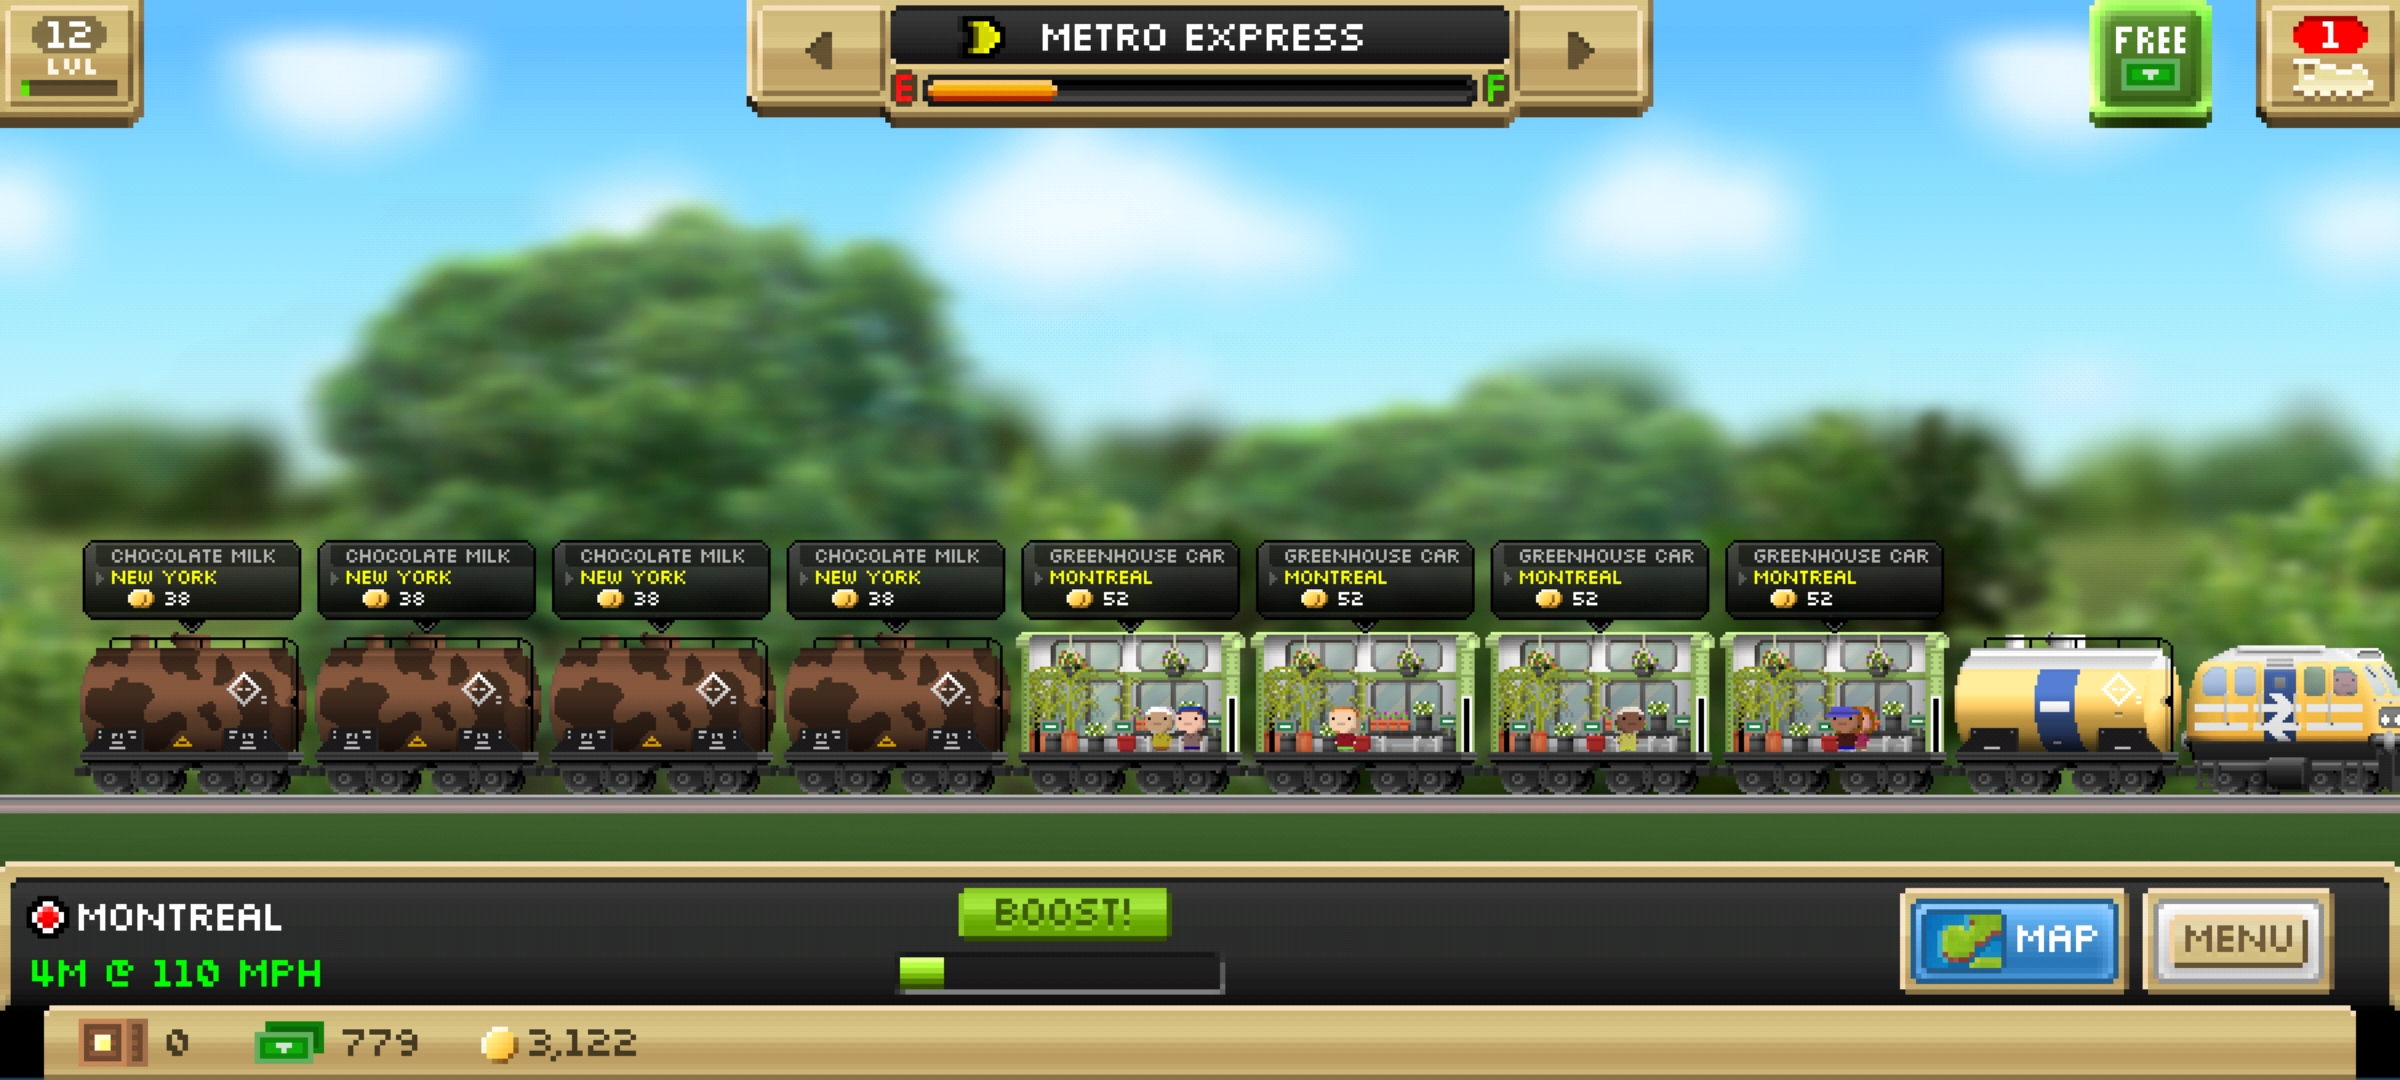 12
LVL
METRO EXPRESS
E F
FREE
1
CHOCOLATE MILK
NEW YORK
38
CHOCOLATE MILK
NEW YORK
38
CHOCOLATE MILK
NEW YORK
38
CHOCOLATE MILK
NEW YORK
38
GREENHOUSE CAR
MONTREAL
52
GREENHOUSE CAR
MONTREAL
52
GREENHOUSE CAR
MONTREAL
52
GREENHOUSE CAR
MONTREAL
52
MONTREAL
4M @ 110 MPH
BOOST!
MAP
MENU
0
779
3,122